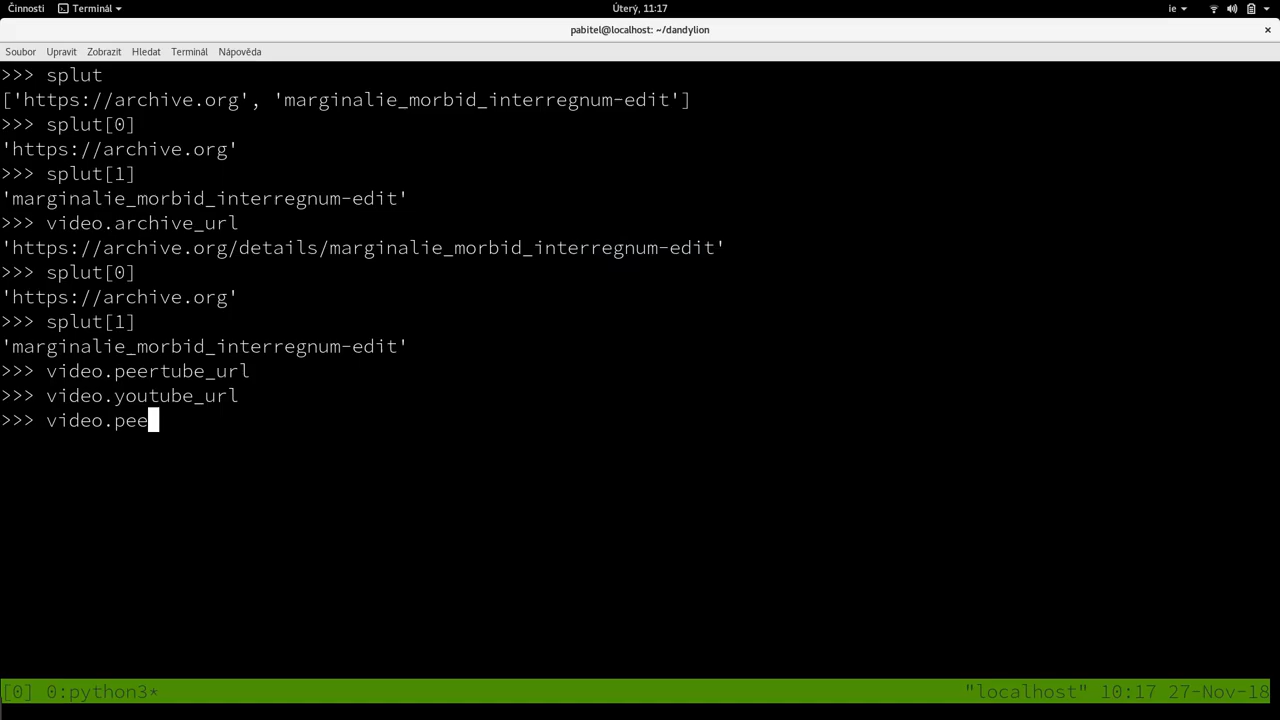 Činnosti Terminál Úterý, 11:17 ie
pabitel@localhost: ~/dandylion ×
Soubor Upravit Zobrazit Hledat Terminál Nápověda
>>> splut
['https://archive.org', 'marginalie_morbid_interregnum-edit']
>>> splut[0]
'https://archive.org'
>>> splut[1]
'marginalie_morbid_interregnum-edit'
>>> video.archive_url
'https://archive.org/details/marginalie_morbid_interregnum-edit'
>>> splut[0]
'https://archive.org'
>>> splut[1]
'marginalie_morbid_interregnum-edit'
>>> video.peertube_url
>>> video.youtube_url
>>> video.pee
[0] 0:python3* "localhost" 10:17 27-Nov-18